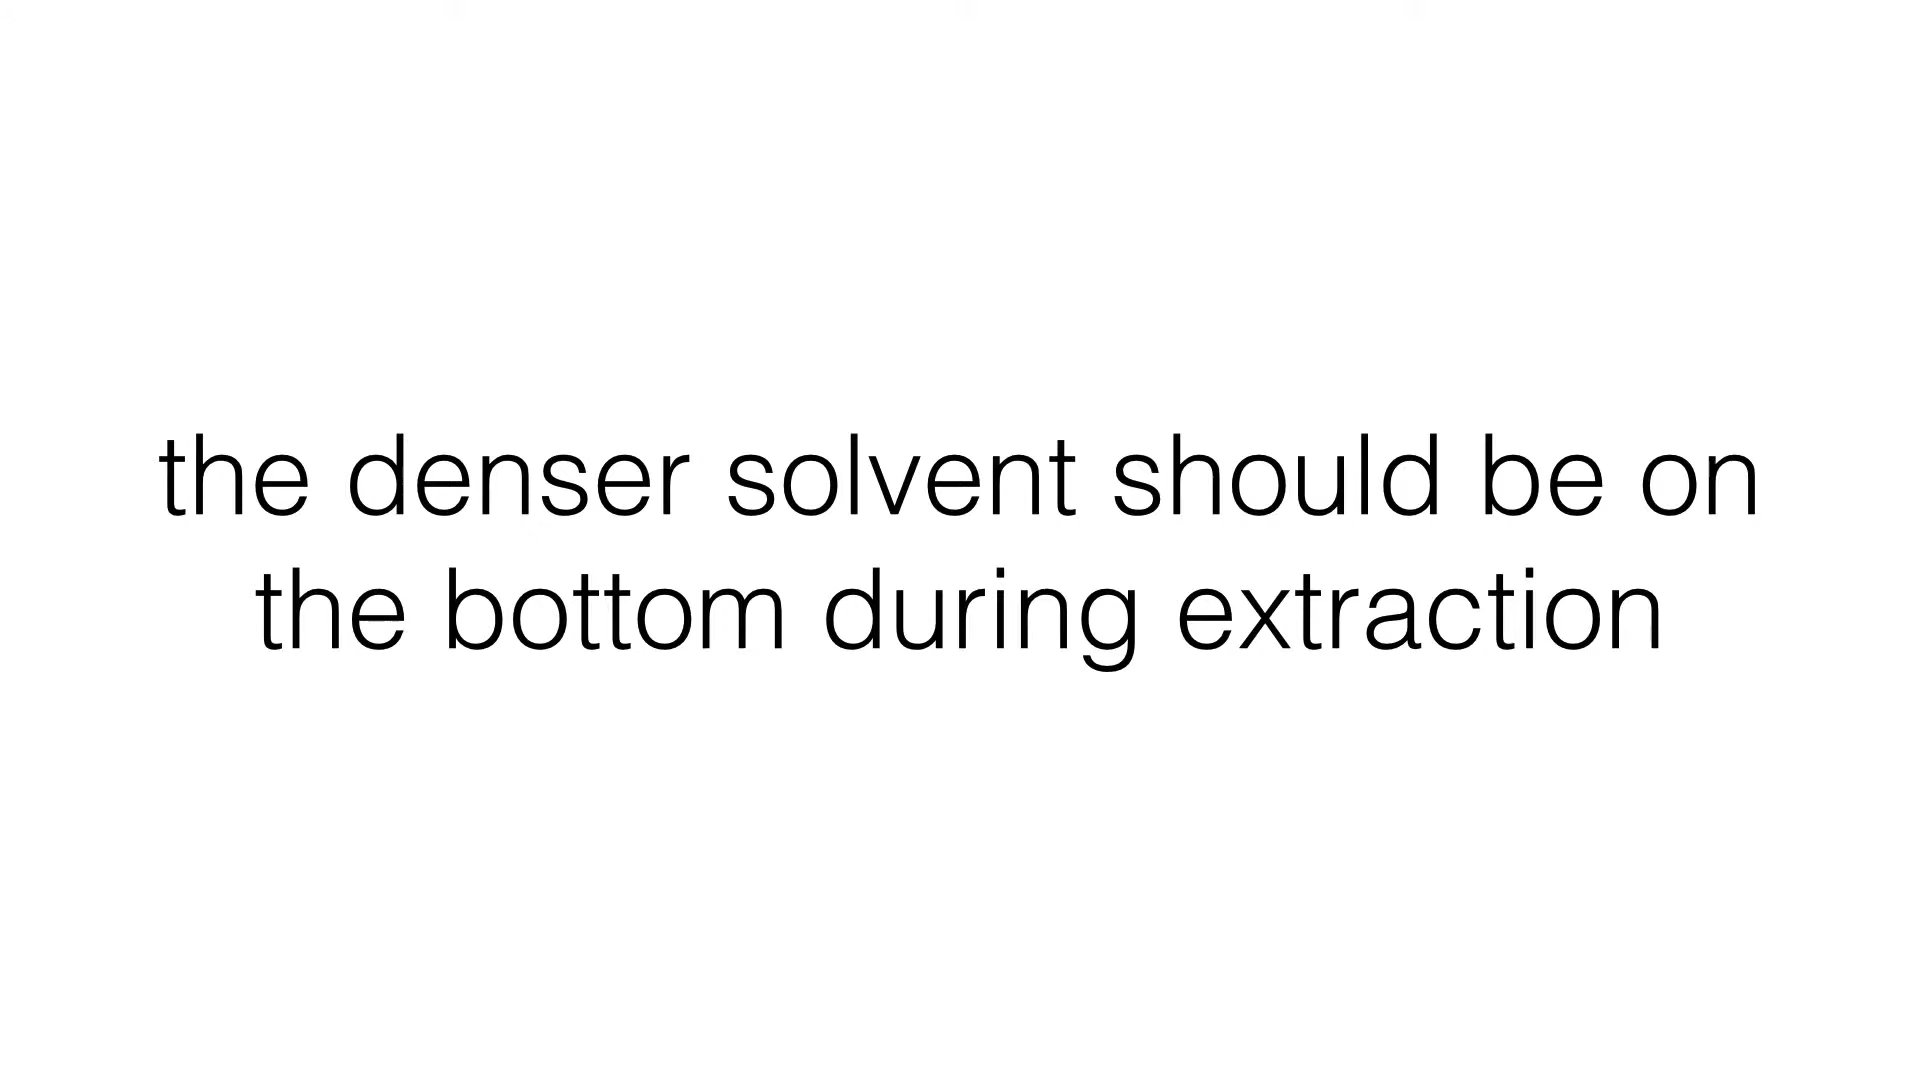 the denser solvent should be on
the bottom during extraction